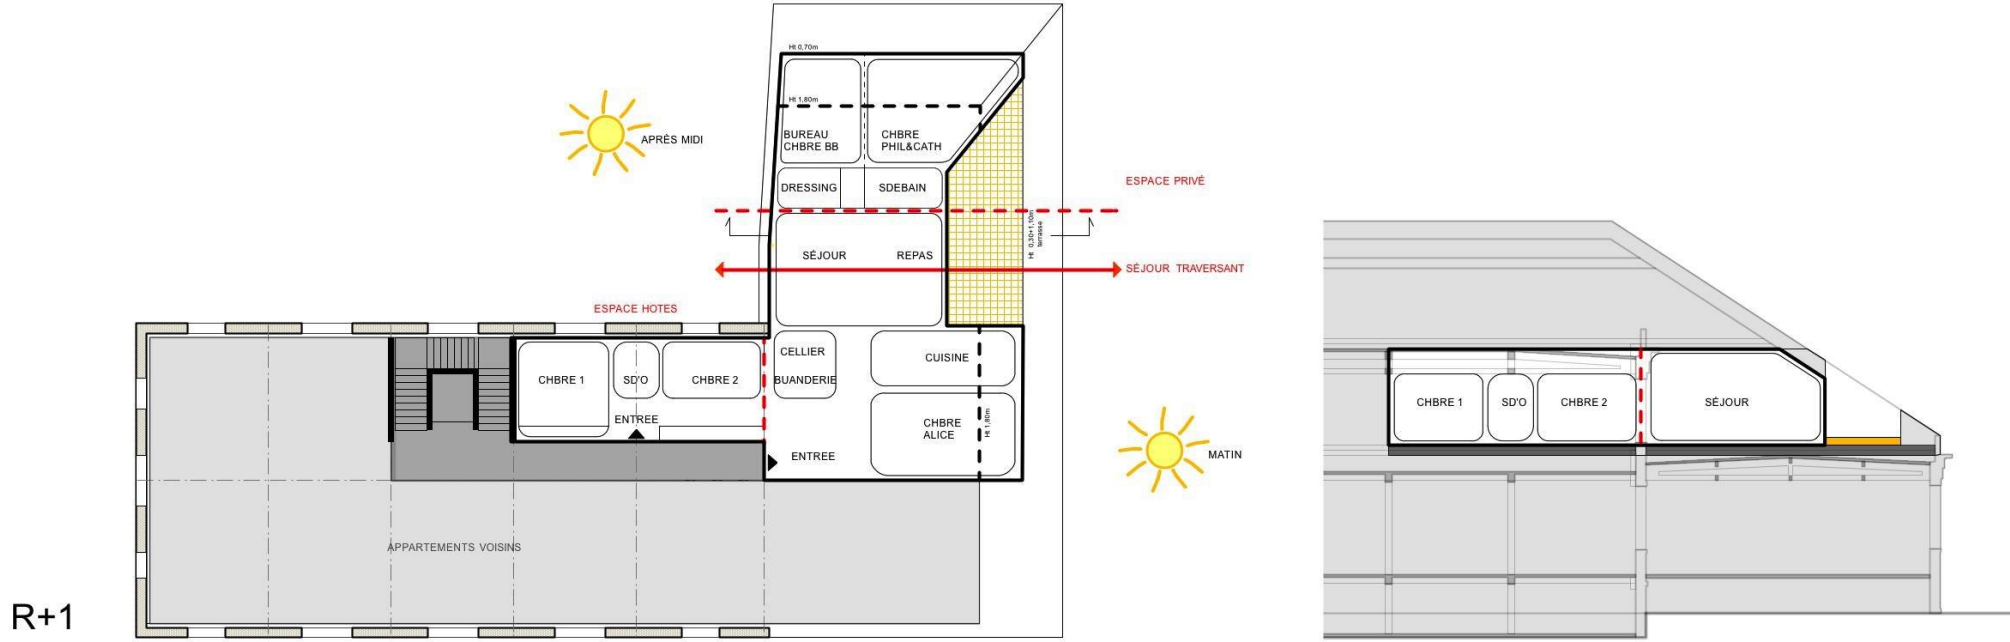 Ht 0,70m
Ht 1,80m
APRÈS MIDI
BUREAU
CHBRE BB
CHBRE
PHIL&CATH
DRESSING
SDEBAIN
ESPACE PRIVÉ
Ht 0,30+1,10m
terrasse
SÉJOUR
REPAS
SÉJOUR TRAVERSANT
ESPACE HOTES
CELLIER
BUANDERIE
CUISINE
CHBRE 1
SD'O
CHBRE 2
ENTREE
CHBRE
ALICE
Ht 1,80m
ENTREE
MATIN
APPARTEMENTS VOISINS
R+1
CHBRE 1
SD'O
CHBRE 2
SÉJOUR